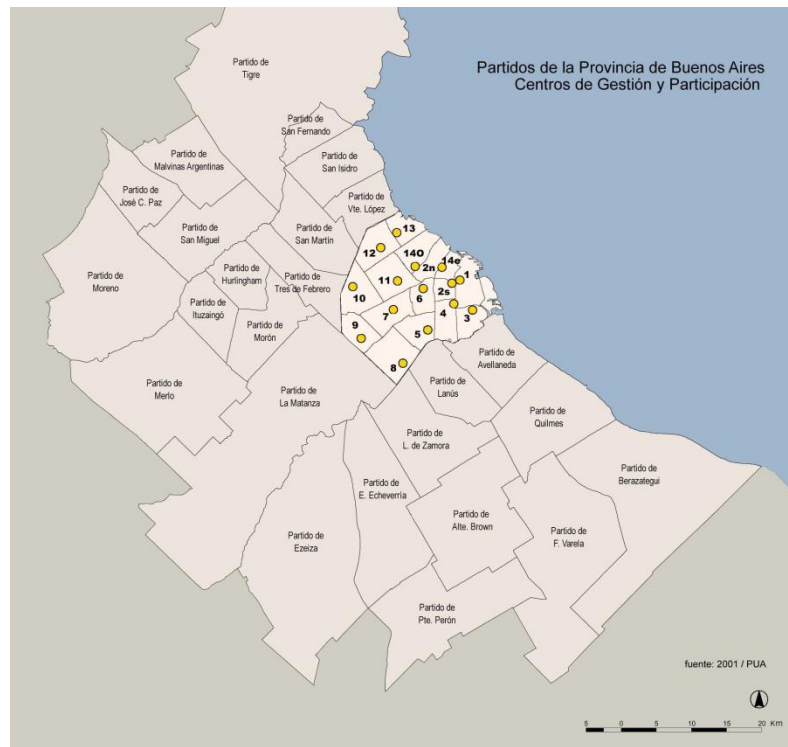 Partidos de la Provincia de Buenos Aires
Centros de Gestión y Participación
Partido de
Tigre
Partido de
San Fernando
Partido de
San Isidro
Partido de
Malvinas Argentinas
Partido de
José C. Paz
Partido de
Vte. López
Partido de
San Miguel
Partido de
San Martín
Partido de
Moreno
Partido de
Hurlingham
Partido de
Tres de Febrero
Partido de
Ituzaingó
Partido de
Morón
13
12
14O
14e
2n
1
11
2s
10
6
7
4
3
9
5
8
Partido de
Merlo
Partido de
La Matanza
Partido de
Avellaneda
Partido de
Lanús
Partido de
Quilmes
Partido de
L. de Zamora
Partido de
Berazategui
Partido de
E. Echeverría
Partido de
Alte. Brown
Partido de
F. Varela
Partido de
Ezeiza
Partido de
Pte. Perón
fuente: 2001 / PUA
5 0 5 10 15 20 Km